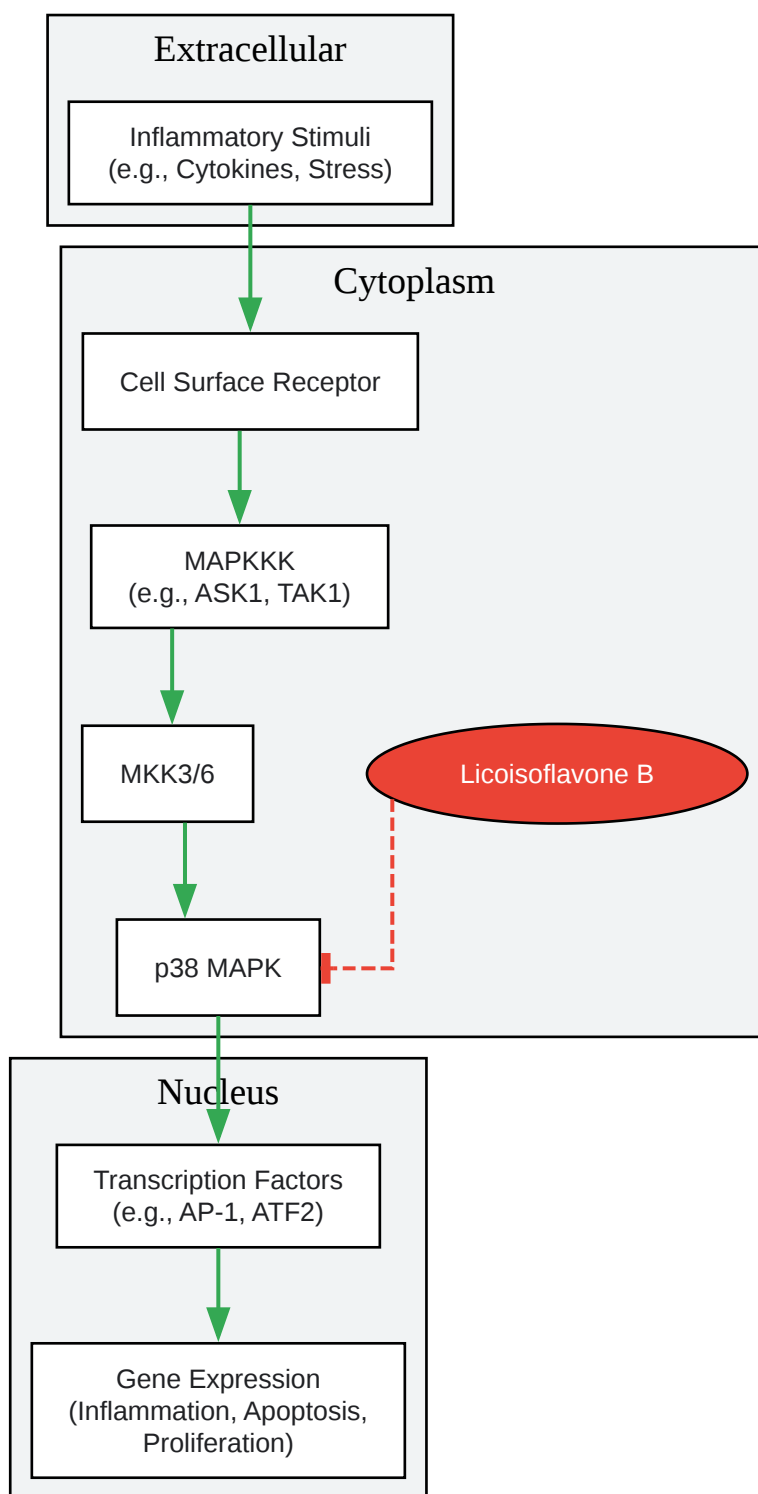 Extracellular
Inflammatory Stimuli
(e.g., Cytokines, Stress)
Cytoplasm
Cell Surface Receptor
MAPKKK
(e.g., ASK1, TAK1)
MKK3/6
Licoisoflavone B
p38 MAPK
Nucleus
Transcription Factors
(e.g., AP-1, ATF2)
Gene Expression
(Inflammation, Apoptosis,
Proliferation)